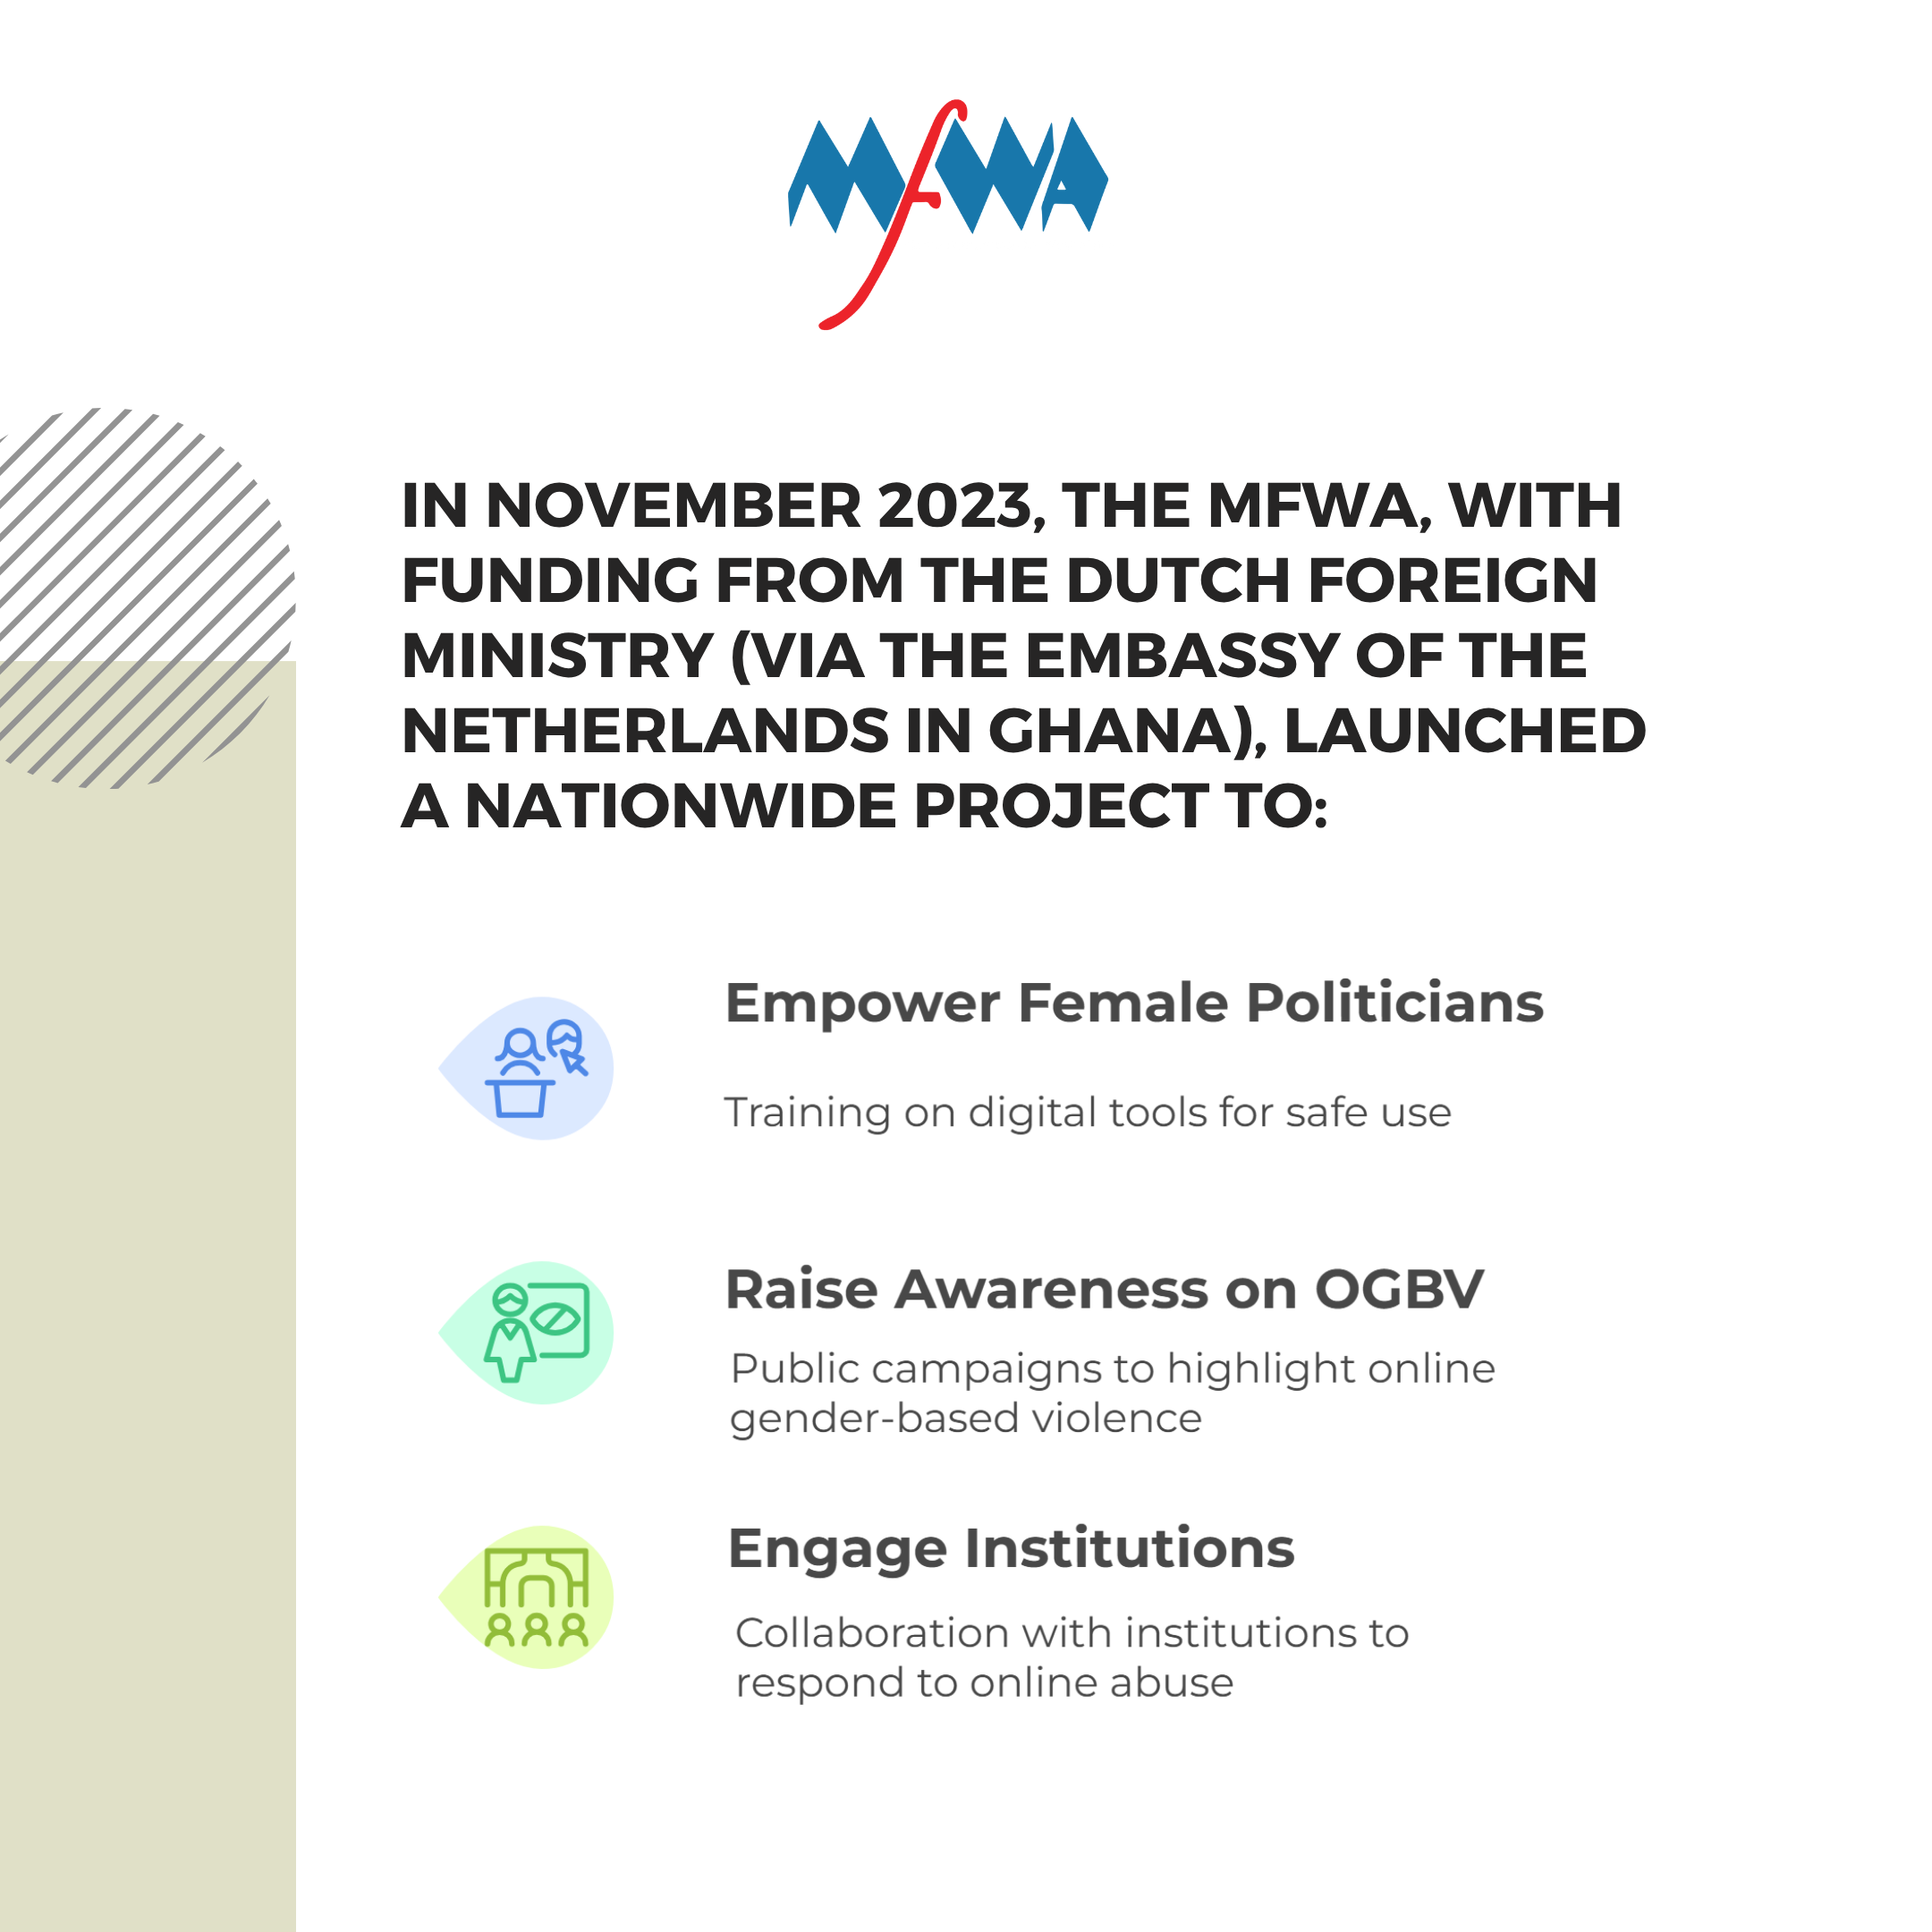 MFWA
IN NOVEMBER 2023, THE MFWA, WITH
FUNDING FROM THE DUTCH FOREIGN
MINISTRY (VIA THE EMBASSY OF THE
NETHERLANDS IN GHANA), LAUNCHED
A NATIONWIDE PROJECT TO:
Empower Female Politicians
Training on digital tools for safe use
Raise Awareness on OGBV
Public campaigns to highlight online
gender-based violence
Engage Institutions
Collaboration with institutions to
respond to online abuse